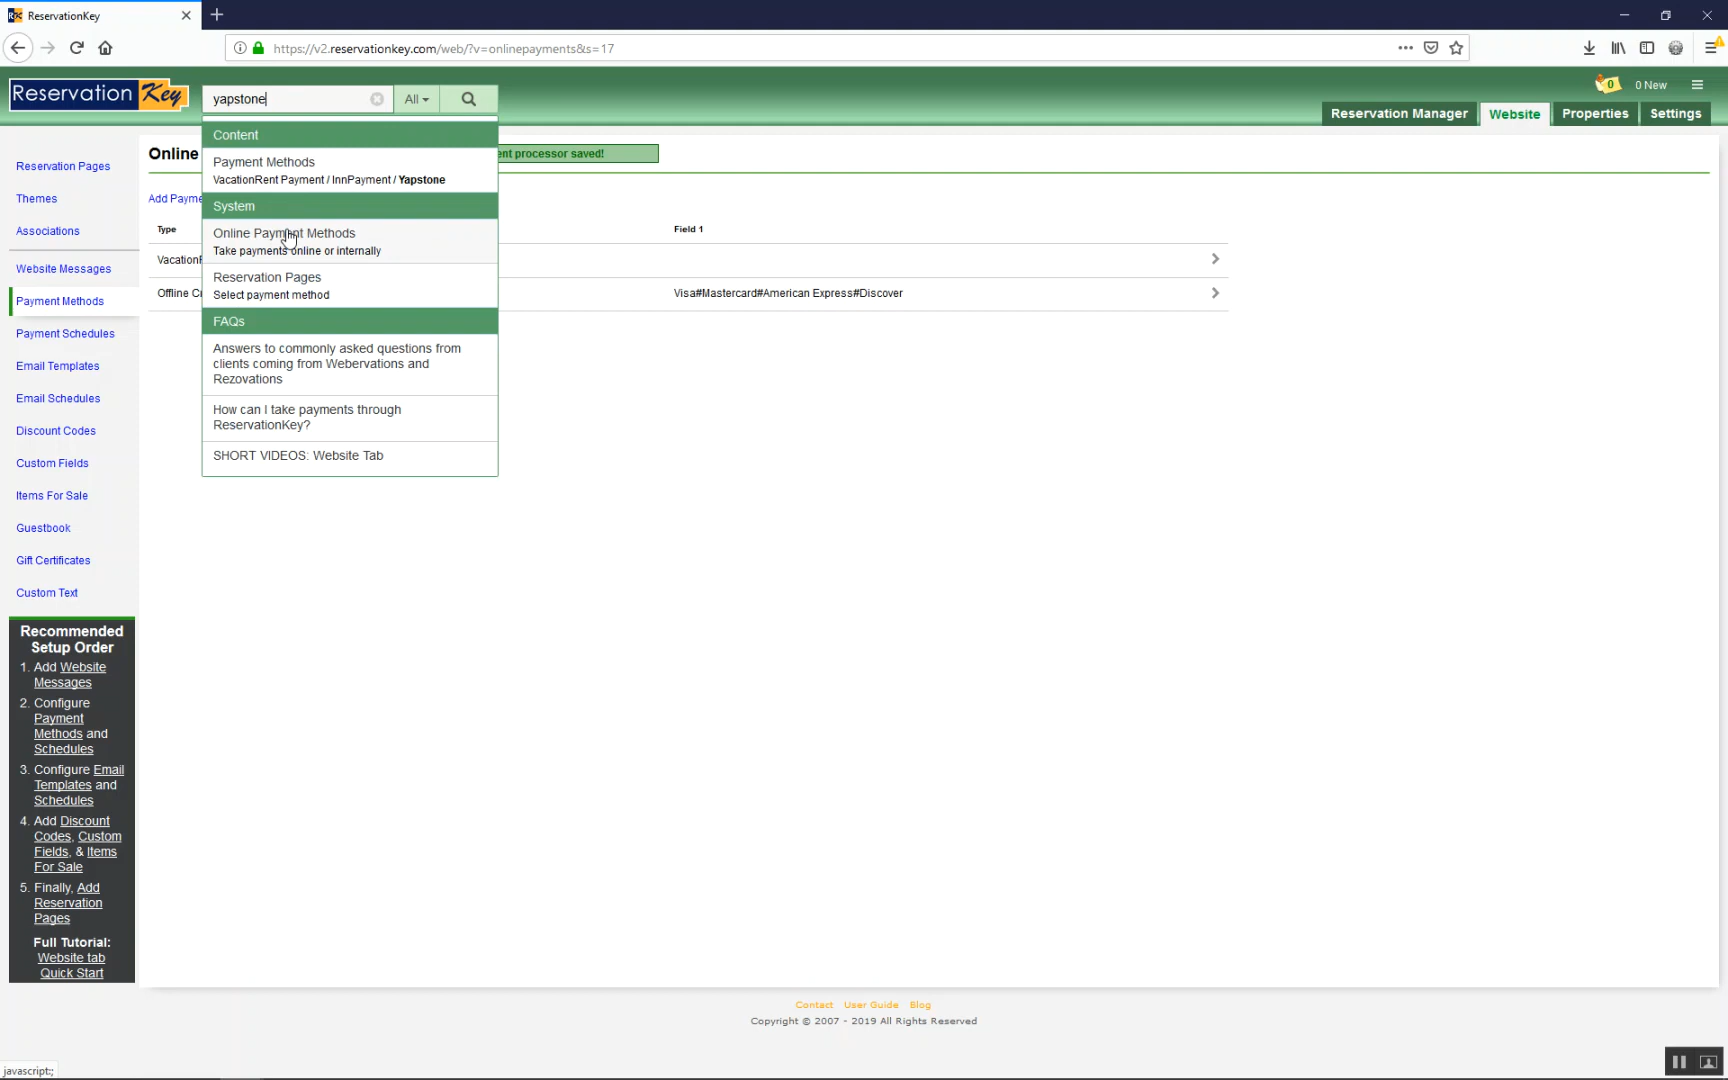 ReservationKey
https://v2.reservationkey.com/web/?v=onlinepayments&s=17
Reservation Key
yapstone
All
0
0 New
Reservation Manager
Website
Properties
Settings
Content
Payment Methods
VacationRent Payment / InnPayment / Yapstone
System
Online Payment Methods
Take payments online or internally
Reservation Pages
Select payment method
FAQs
Answers to commonly asked questions from
clients coming from Webervations and
Rezovations
How can I take payments through
ReservationKey?
SHORT VIDEOS: Website Tab
Reservation Pages
Themes
Associations
Website Messages
Payment Methods
Payment Schedules
Email Templates
Email Schedules
Discount Codes
Custom Fields
Items For Sale
Guestbook
Gift Certificates
Custom Text
Online
processor saved!
Add
Type
Field 1
Offline
Visa#Mastercard#American Express#Discover
Recommended
Setup Order
1. Add Website
Messages
2. Configure
Payment
Methods and
Schedules
3. Configure Email
Templates and
Schedules
4. Add Discount
Codes, Custom
Fields, & Items
For Sale
5. Finally, Add
Reservation
Pages
Full Tutorial:
Website tab
Quick Start
Contact User Guide Blog
Copyright © 2007 - 2019 All Rights Reserved
javascript:;